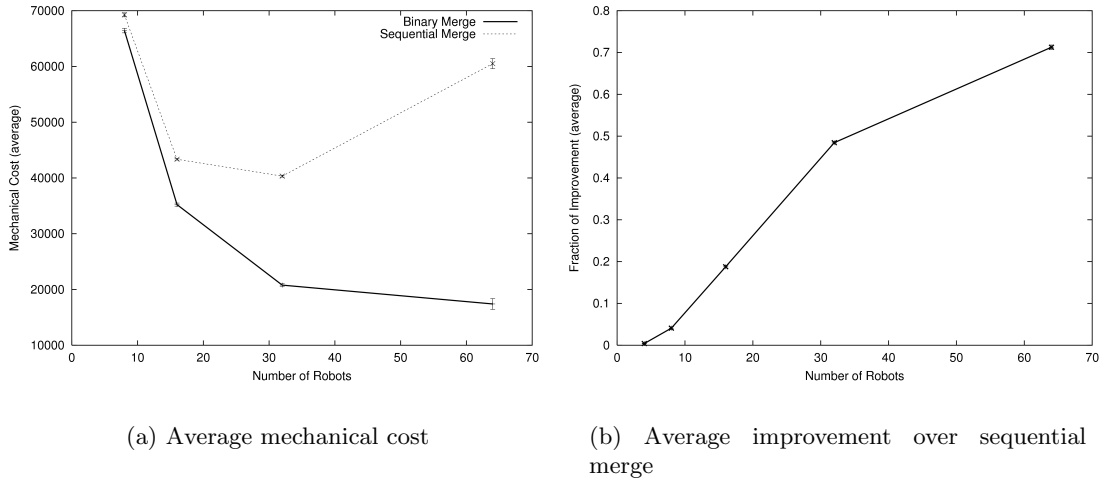 70000
60000
50000
40000
30000
20000
10000
0 10 20 30 40 50 60 70
Mechanical Cost (average)
Number of Robots
Binary Merge
Sequential Merge
(a) Average mechanical cost
0.8
0.7
0.6
0.5
0.4
0.3
0.2
0.1
0
0 10 20 30 40 50 60 70
Fraction of Improvement (average)
Number of Robots
(b) Average improvement over sequential
merge